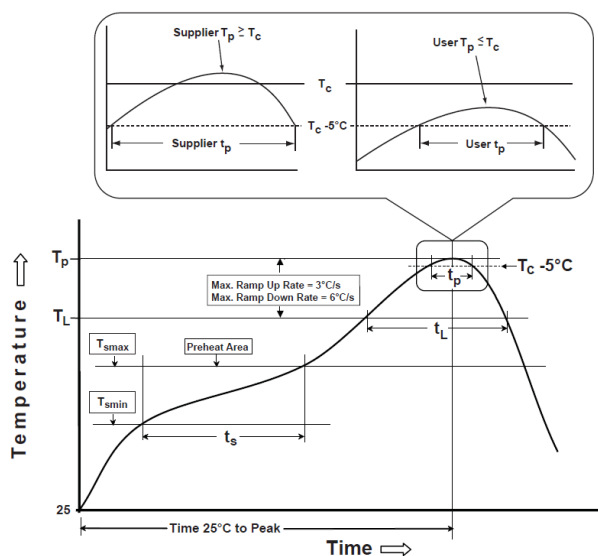 Supplier Tp ≥ Tc
User Tp ≤ Tc
Tc
Tc -5°C
Supplier tp
User tp
Tp
Tc -5°C
Max. Ramp Up Rate = 3°C/s
Max. Ramp Down Rate = 6°C/s
tp
TL
tL
Tsmax
Preheat Area
Tsmin
ts
Temperature
25
Time 25°C to Peak
Time